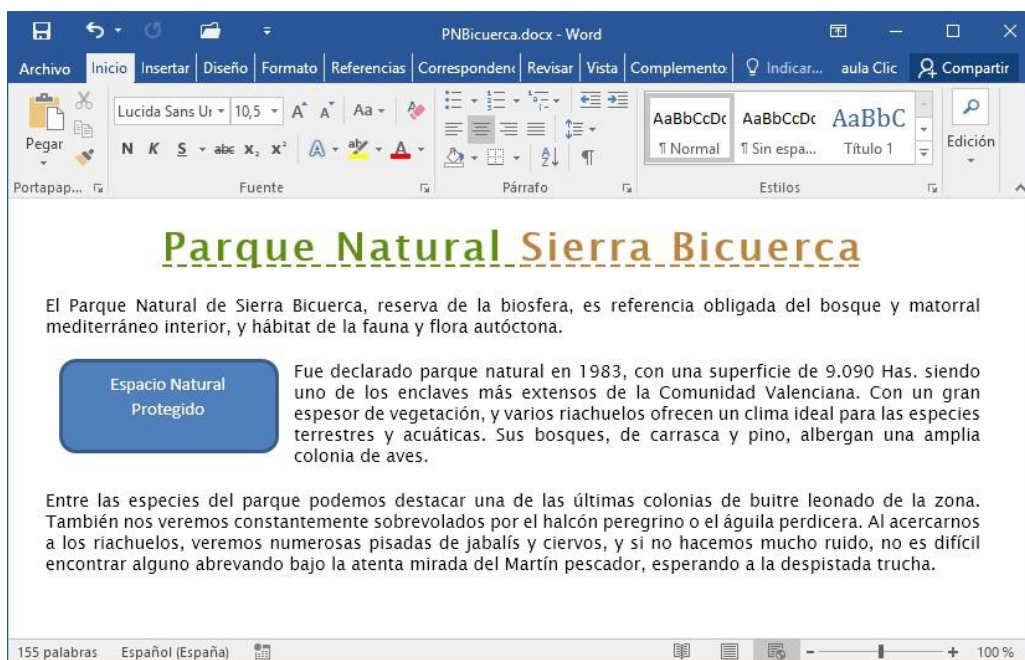 PNBicuerca.docx - Word
Archivo Inicio Insertar Diseño Formato Referencias Corresponden Revisar Vista Complemento Indicar... aula Clic Compartir
Pegar
Lucida Sans Ur 10,5 A A Aa
N K S abc x₂ x² A aby A
AaBbCcDc AaBbCcDc AaBbC
¶ Normal ¶ Sin espa... Título 1
Edición
Portapap... Fuente Párrafo Estilos
Parque Natural Sierra Bicuerca
El Parque Natural de Sierra Bicuerca, reserva de la biosfera, es referencia obligada del bosque y matorral
mediterráneo interior, y hábitat de la fauna y flora autóctona.
Espacio Natural
Protegido
Fue declarado parque natural en 1983, con una superficie de 9.090 Has. siendo
uno de los enclaves más extensos de la Comunidad Valenciana. Con un gran
espesor de vegetación, y varios riachuelos ofrecen un clima ideal para las especies
terrestres y acuáticas. Sus bosques, de carrasca y pino, albergan una amplia
colonia de aves.
Entre las especies del parque podemos destacar una de las últimas colonias de buitre leonado de la zona.
También nos veremos constantemente sobrevolados por el halcón peregrino o el águila perdicera. Al acercarnos
a los riachuelos, veremos numerosas pisadas de jabalís y ciervos, y si no hacemos mucho ruido, no es difícil
encontrar alguno abrevando bajo la atenta mirada del Martín pescador, esperando a la despistada trucha.
155 palabras Español (España) 100 %